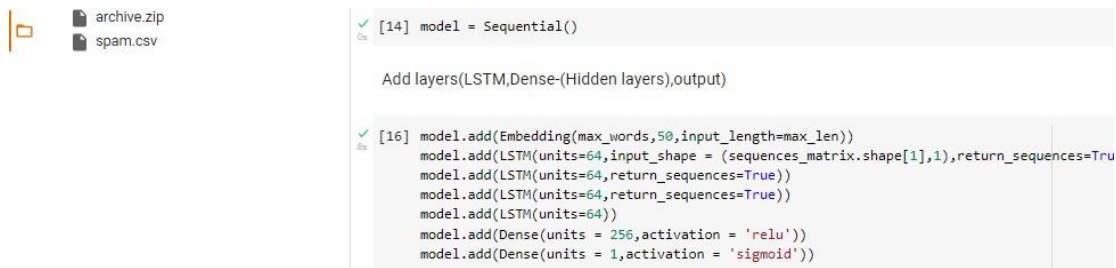 archive.zip
spam.csv
[14] model = Sequential()
0s
Add layers(LSTM,Dense-(Hidden layers),output)
[16] model.add(Embedding(max_words,50,input_length=max_len))
model.add(LSTM(units=64,input_shape = (sequences_matrix.shape[1],1),return_sequences=Tru
model.add(LSTM(units=64,return_sequences=True))
model.add(LSTM(units=64,return_sequences=True))
model.add(LSTM(units=64))
model.add(Dense(units = 256,activation = 'relu'))
model.add(Dense(units = 1,activation = 'sigmoid'))